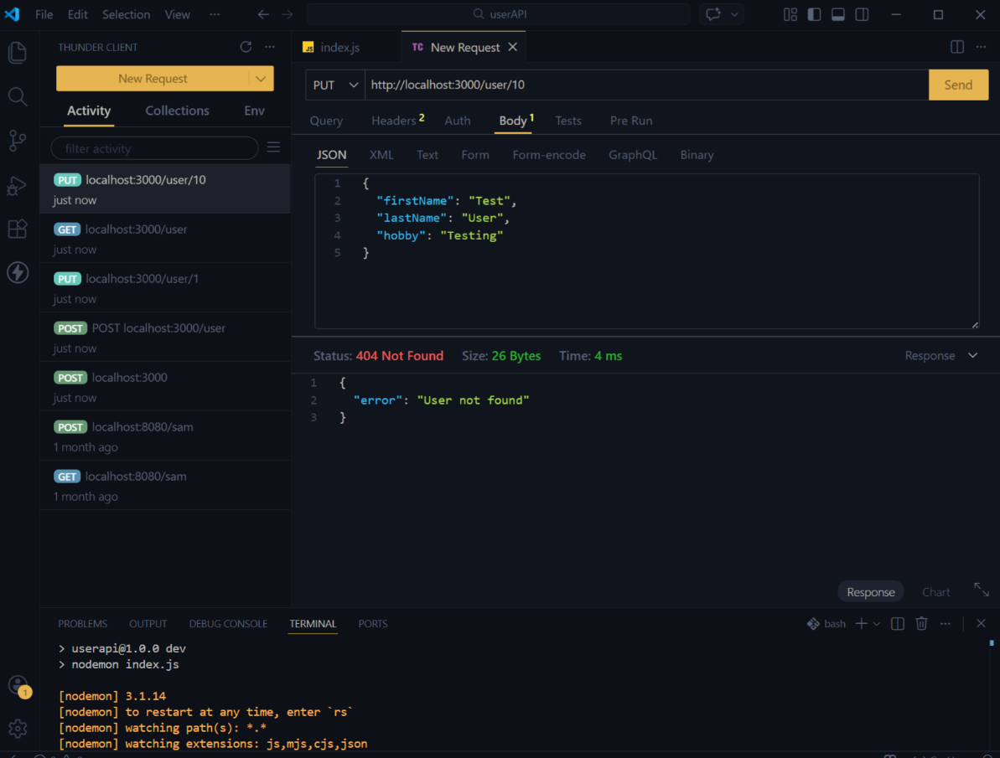 File Edit Selection View ··· userAPI
THUNDER CLIENT ···
New Request
Activity Collections Env
filter activity
PUT localhost:3000/user/10
just now
GET localhost:3000/user
just now
PUT localhost:3000/user/1
just now
POST POST localhost:3000/user
just now
POST localhost:3000
just now
POST localhost:8080/sam
1 month ago
GET localhost:8080/sam
1 month ago
1
JS index.js TC New Request
PUT http://localhost:3000/user/10 Send
Query Headers 2 Auth Body 1 Tests Pre Run
JSON XML Text Form Form-encode GraphQL Binary
1 {
2 "firstName": "Test",
3 "lastName": "User",
4 "hobby": "Testing"
5 }
Status: 404 Not Found Size: 26 Bytes Time: 4 ms Response
1 {
2 "error": "User not found"
3 }
Response Chart
PROBLEMS OUTPUT DEBUG CONSOLE TERMINAL PORTS bash
> userapi@1.0.0 dev
> nodemon index.js
[nodemon] 3.1.14
[nodemon] to restart at any time, enter `rs`
[nodemon] watching path(s): *.*
[nodemon] watching extensions: js,mjs,cjs,json